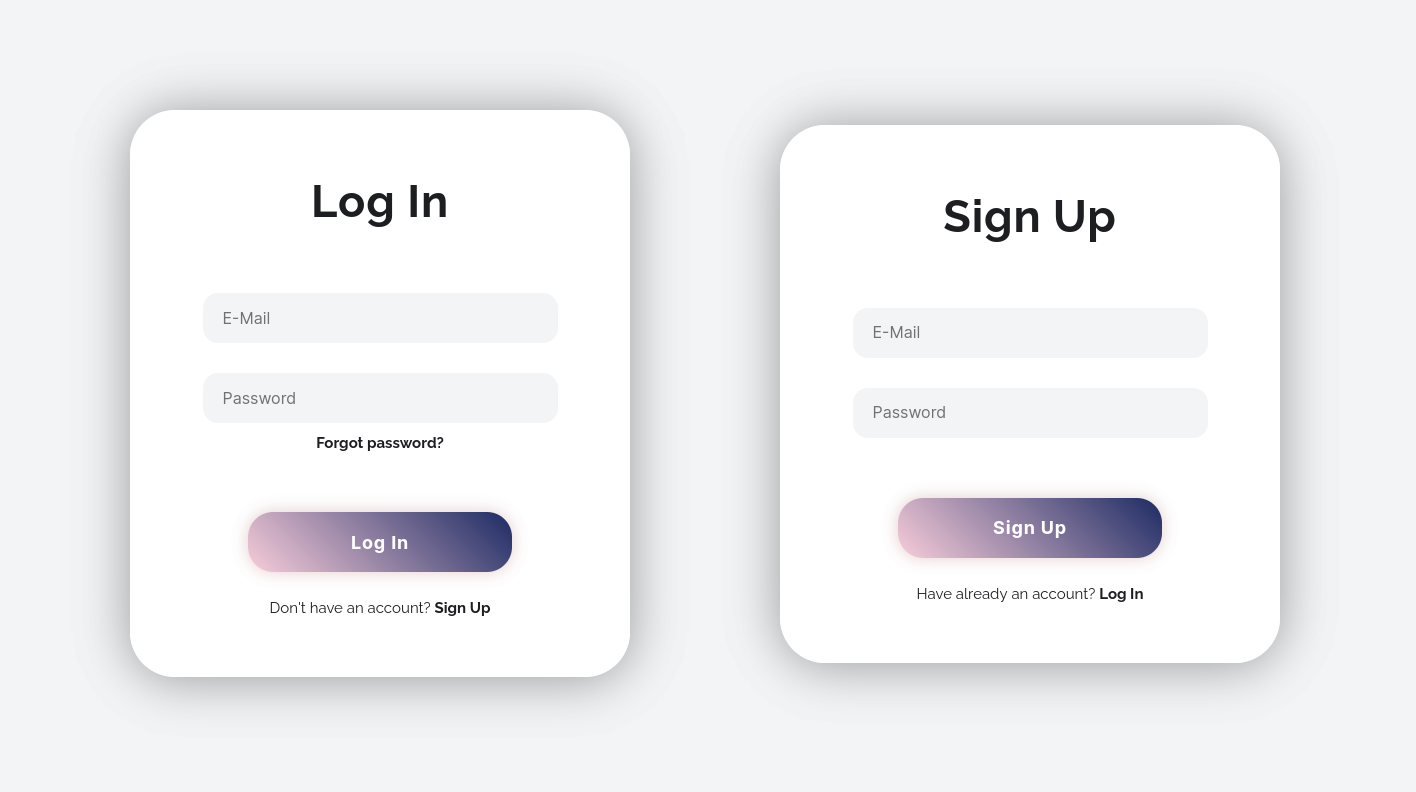 Log In
E-Mail
Password
Forgot password?
Log In
Don't have an account? Sign Up
Sign Up
E-Mail
Password
Sign Up
Have already an account? Log In